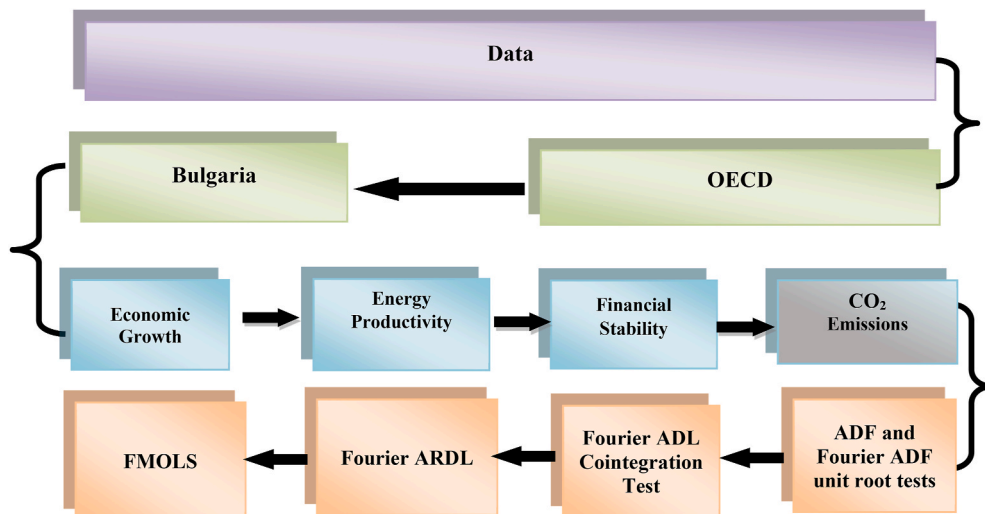 Data
Bulgaria
OECD
Economic
Growth
Energy
Productivity
Financial
Stability
CO₂
Emissions
FMOLS
Fourier ARDL
Fourier ADL
Cointegration
Test
ADF and
Fourier ADF
unit root tests